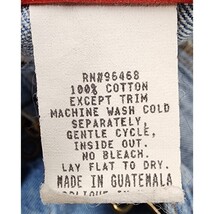 RN#96468
100% COTTON
EXCEPT TRIM
MACHINE WASH COLD
SEPARATELY,
GENTLE CYCLE,
INSIDE OUT.
NO BLEACH.
LAY FLAT TO DRY.
MADE IN GUATEMALA